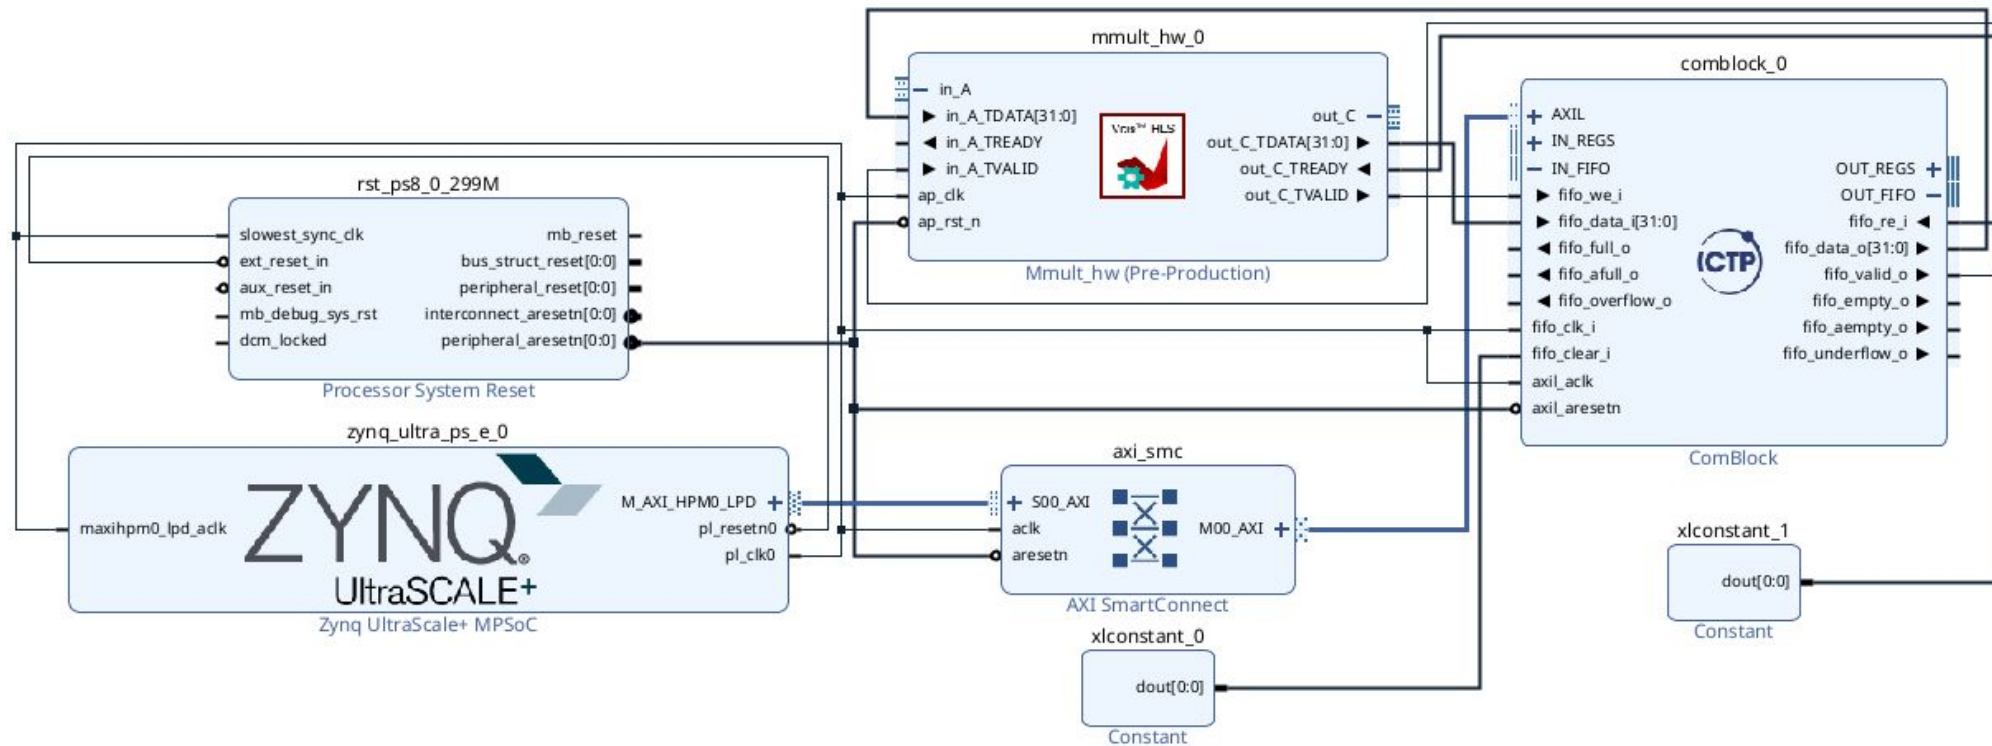 mmult_hw_0
in_A
in_A_TDATA[31:0]
in_A_TREADY
in_A_TVALID
ap_clk
ap_rst_n
Vitis™ HLS
out_C
out_C_TDATA[31:0]
out_C_TREADY
out_C_TVALID
Mmult_hw (Pre-Production)
comblock_0
AXIL
IN_REGS
IN_FIFO
fifo_we_i
fifo_data_i[31:0]
fifo_full_o
fifo_afull_o
fifo_overflow_o
fifo_clk_i
fifo_clear_i
axil_aclk
axil_aresetn
ICTP
OUT_REGS
OUT_FIFO
fifo_re_i
fifo_data_o[31:0]
fifo_valid_o
fifo_empty_o
fifo_aempty_o
fifo_underflow_o
ComBlock
rst_ps8_0_299M
slowest_sync_clk
ext_reset_in
aux_reset_in
mb_debug_sys_rst
dcm_locked
mb_reset
bus_struct_reset[0:0]
peripheral_reset[0:0]
interconnect_aresetn[0:0]
peripheral_aresetn[0:0]
Processor System Reset
zynq_ultra_ps_e_0
maxihpm0_lpd_aclk
ZYNQ
UltraSCALE+
M_AXI_HPM0_LPD
pl_resetn0
pl_clk0
Zynq UltraScale+ MPSoC
axi_smc
S00_AXI
aclk
aresetn
M00_AXI
AXI SmartConnect
xlconstant_1
dout[0:0]
Constant
xlconstant_0
dout[0:0]
Constant